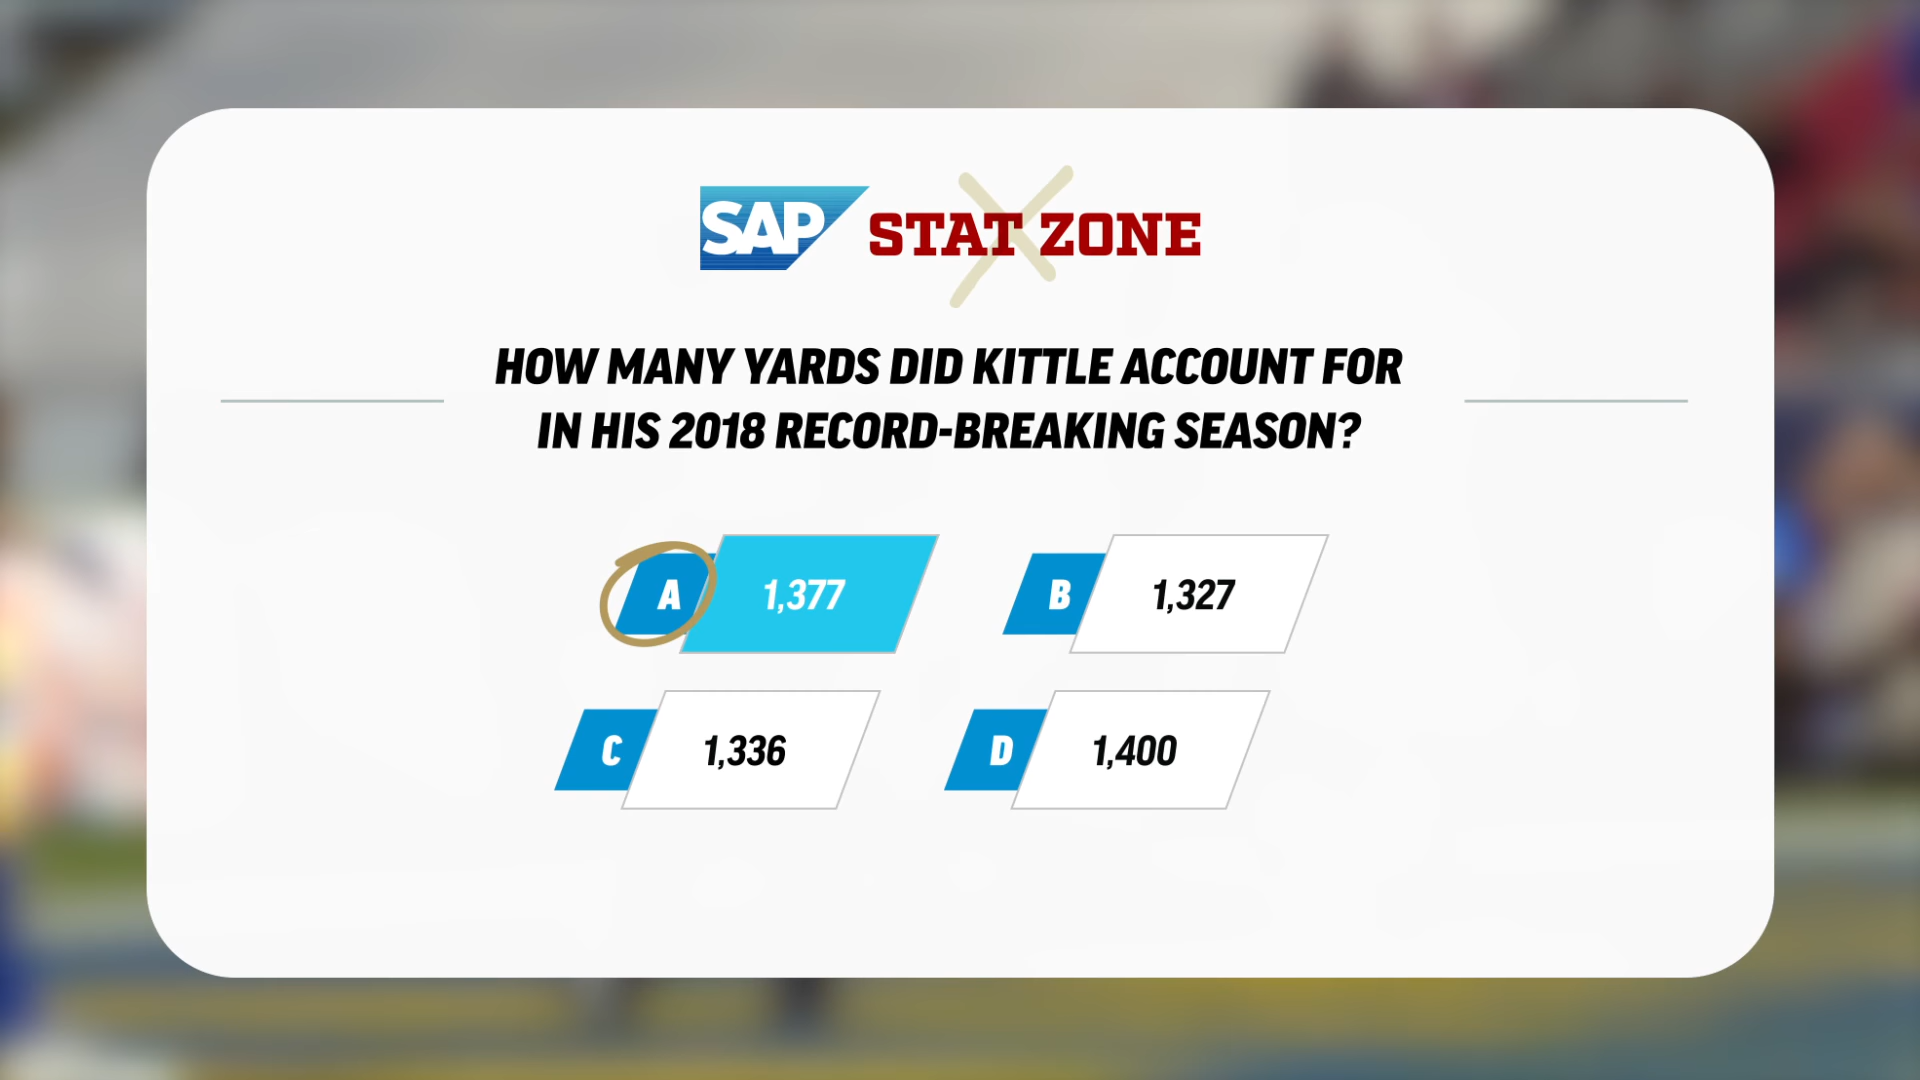 SAP STAT ZONE
HOW MANY YARDS DID KITTLE ACCOUNT FOR
IN HIS 2018 RECORD-BREAKING SEASON?
A 1,377
B 1,327
C 1,336
D 1,400